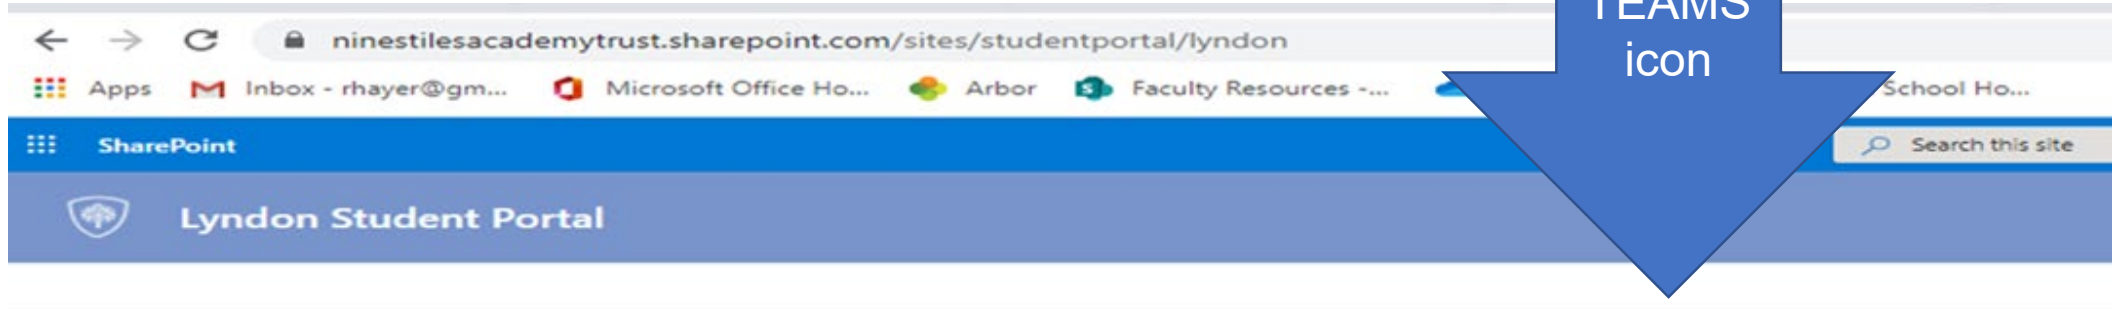 TEAMS
icon
ninestilesacademytrust.sharepoint.com/sites/studentportal/lyndon
Apps Inbox - rhayer@gm... Microsoft Office Ho... Arbor Faculty Resources -... School Ho...
SharePoint Search this site
Lyndon Student Portal